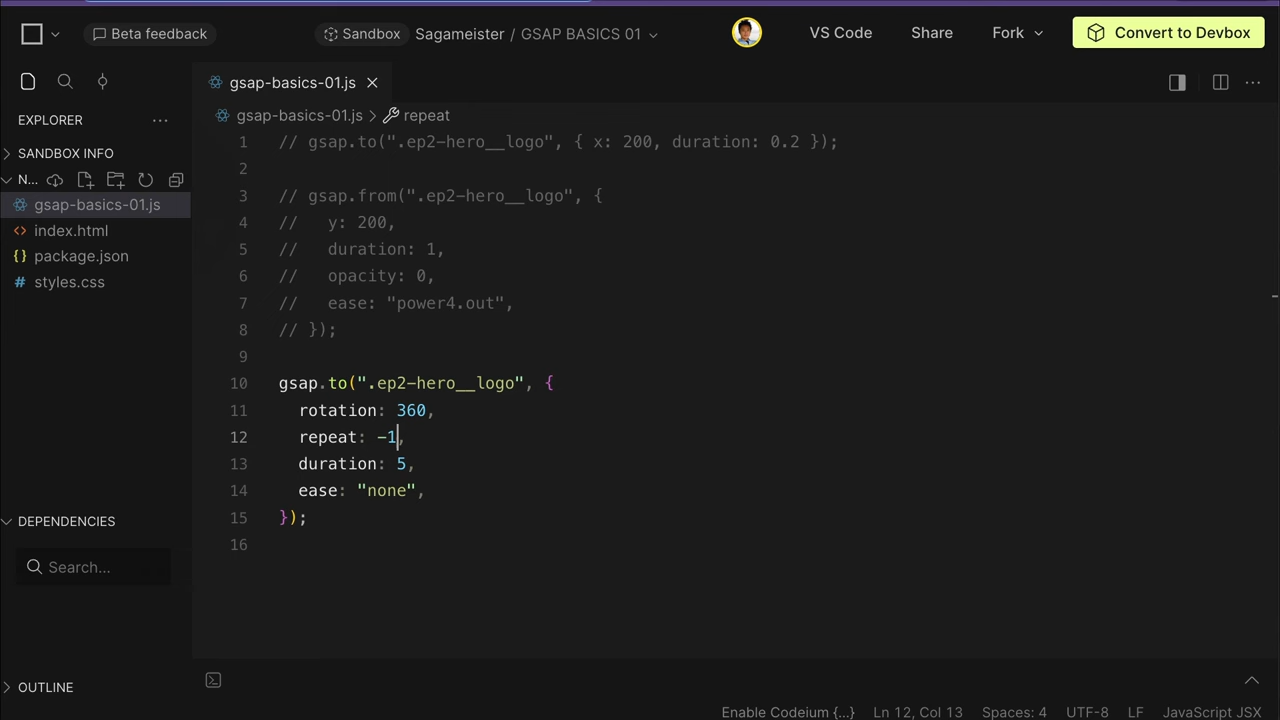 Beta feedback
Sandbox
Sagameister / GSAP BASICS 01
VS Code
Share
Fork
Convert to Devbox
EXPLORER
SANDBOX INFO
N...
gsap-basics-01.js
index.html
package.json
styles.css
DEPENDENCIES
Search...
OUTLINE
gsap-basics-01.js
gsap-basics-01.js > repeat
1 // gsap.to(".ep2-hero__logo", { x: 200, duration: 0.2 });
2
3 // gsap.from(".ep2-hero__logo", {
4 //   y: 200,
5 //   duration: 1,
6 //   opacity: 0,
7 //   ease: "power4.out",
8 // });
9
10 gsap.to(".ep2-hero__logo", {
11   rotation: 360,
12   repeat: -1,
13   duration: 5,
14   ease: "none",
15 });
16
Enable Codeium {...}
Ln 12, Col 13
Spaces: 4
UTF-8
LF
JavaScript JSX